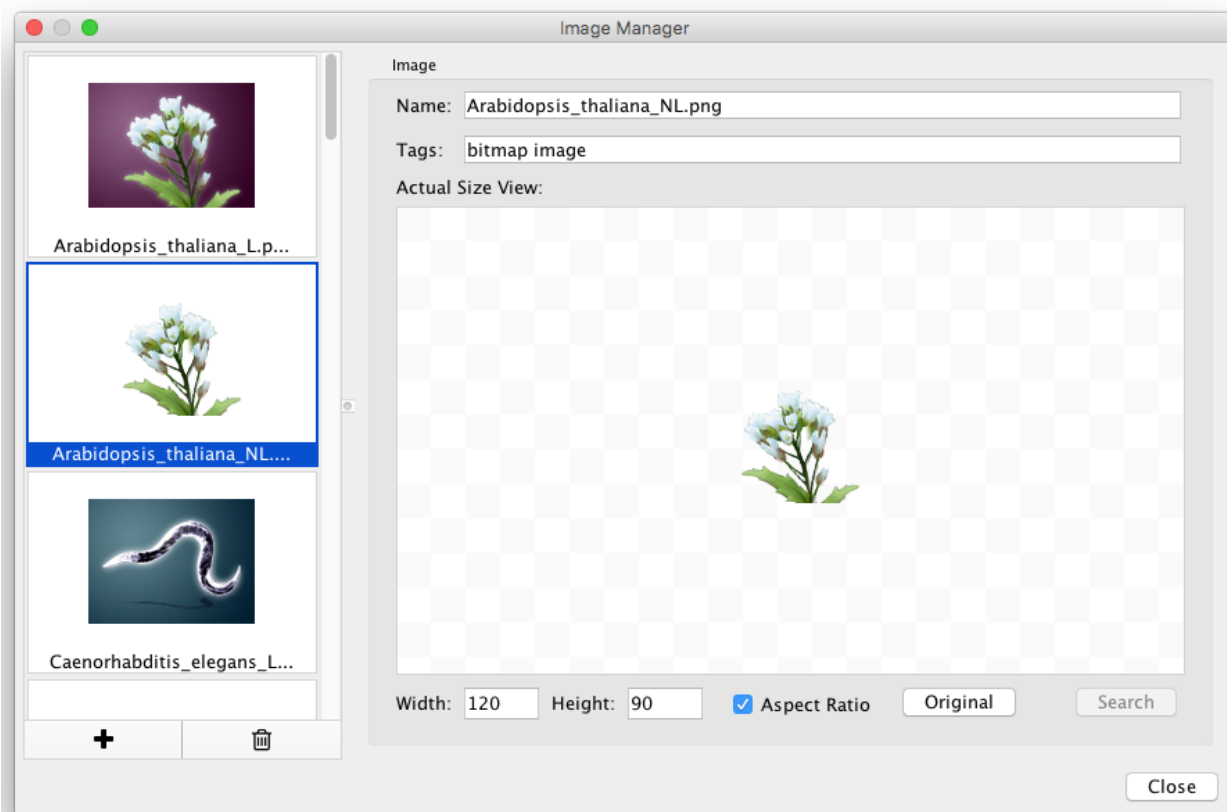 Image Manager
Arabidopsis_thaliana_L.p...
Arabidopsis_thaliana_NL....
Caenorhabditis_elegans_L...
Image
Name: Arabidopsis_thaliana_NL.png
Tags: bitmap image
Actual Size View:
Width: 120 Height: 90 Aspect Ratio Original Search
Close